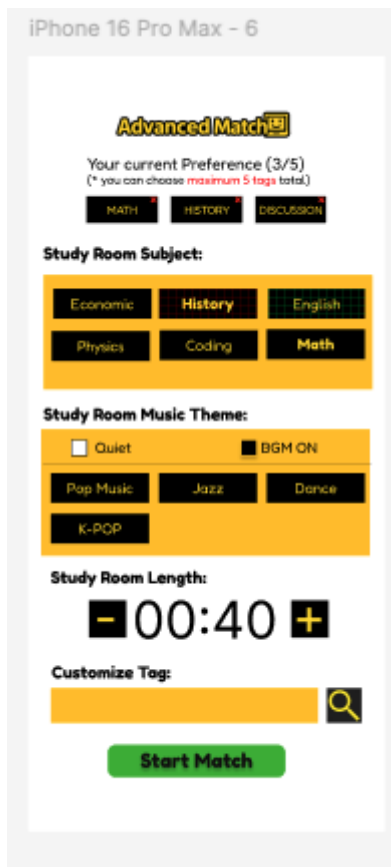 iPhone 16 Pro Max - 6
Advanced Match
Your current Preference (3/5)
(* you can choose maximum 5 tags total)
MATH HISTORY DISCUSSION
Study Room Subject:
Economic History English
Physics Coding Math
Study Room Music Theme:
Quiet BGM ON
Pop Music Jazz Dance
K-POP
Study Room Length:
- 00:40 +
Customize Tag:
Start Match